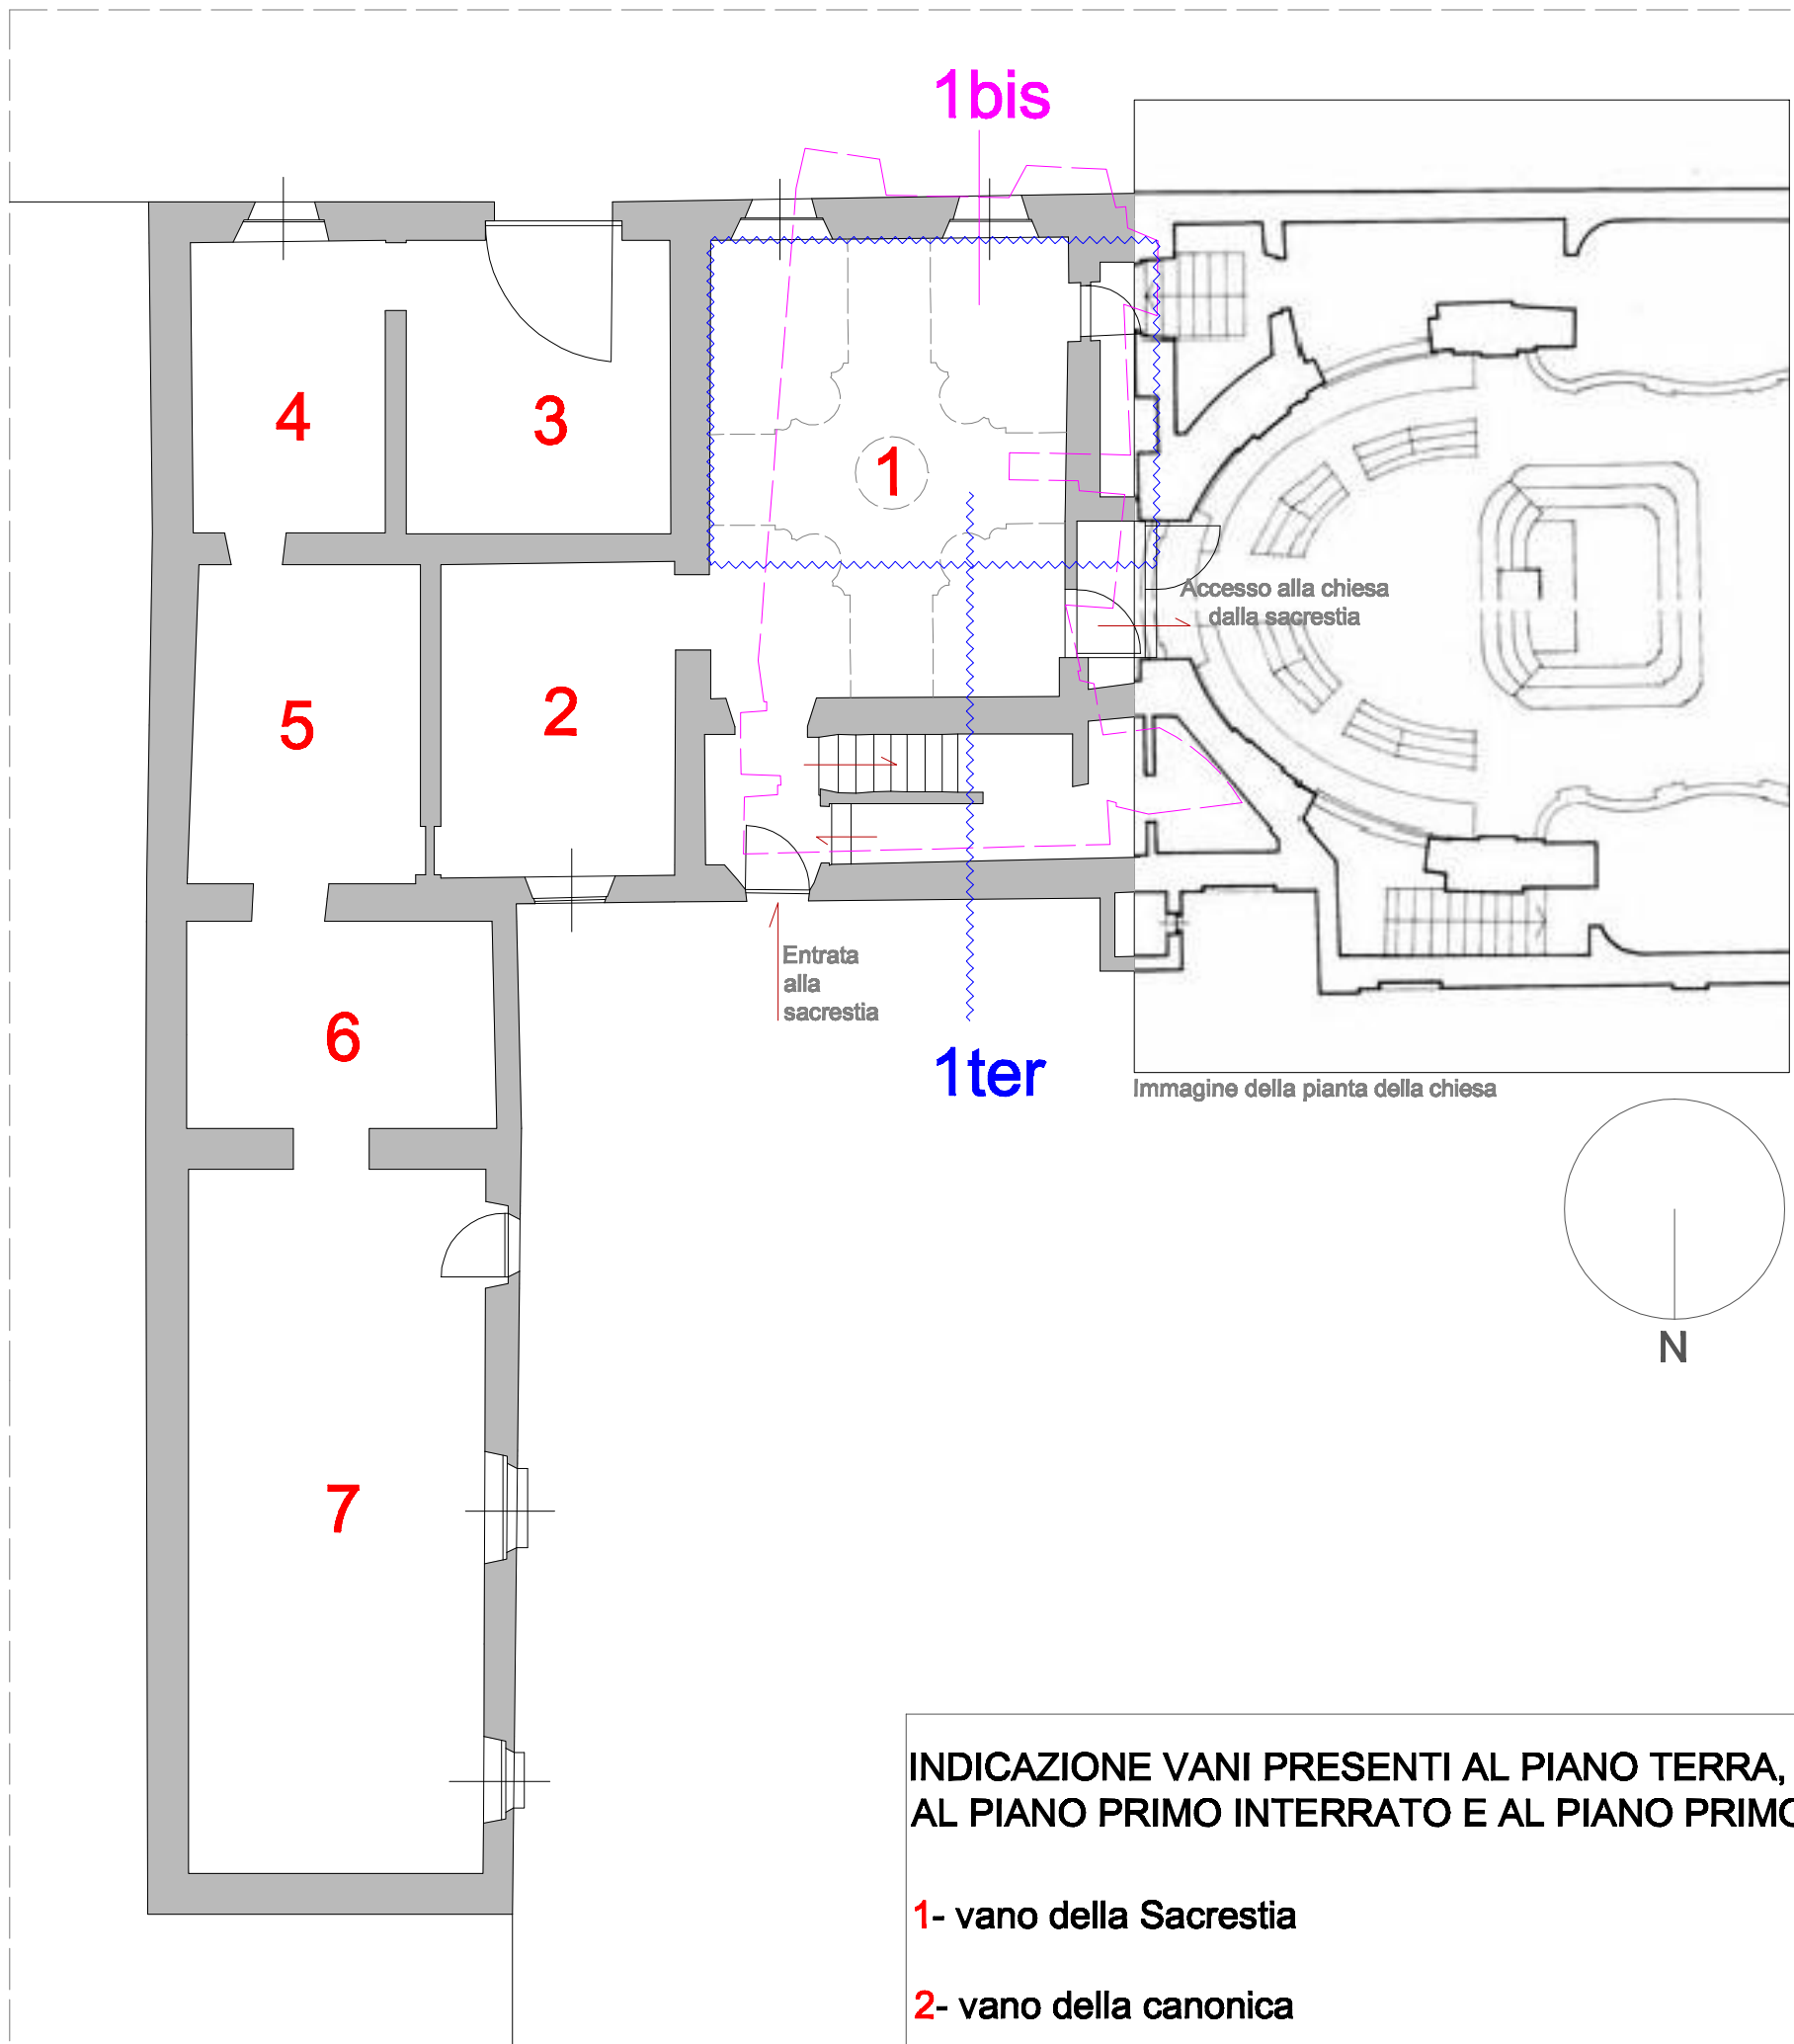 1bis
4
3
1
Accesso alla chiesa
dalla sacrestia
5
2
Entrata
alla
sacrestia
6
1ter
Immagine della pianta della chiesa
N
7
INDICAZIONE VANI PRESENTI AL PIANO TERRA,
AL PIANO PRIMO INTERRATO E AL PIANO PRIMO
1- vano della Sacrestia
2- vano della canonica